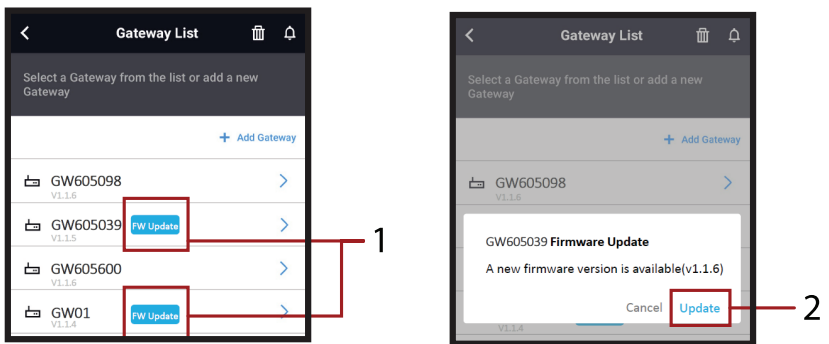 Gateway List
Select a Gateway from the list or add a new
Gateway
+ Add Gateway
GW605098
V1.1.6
GW605039 FW Update
V1.1.5
GW605600
V1.1.6
GW01 FW Update
V1.1.4
1
Gateway List
Select a Gateway from the list or add a new
Gateway
+ Add Gateway
GW605098
V1.1.6
GW605039 Firmware Update
A new firmware version is available(v1.1.6)
Cancel Update
V1.1.4
2